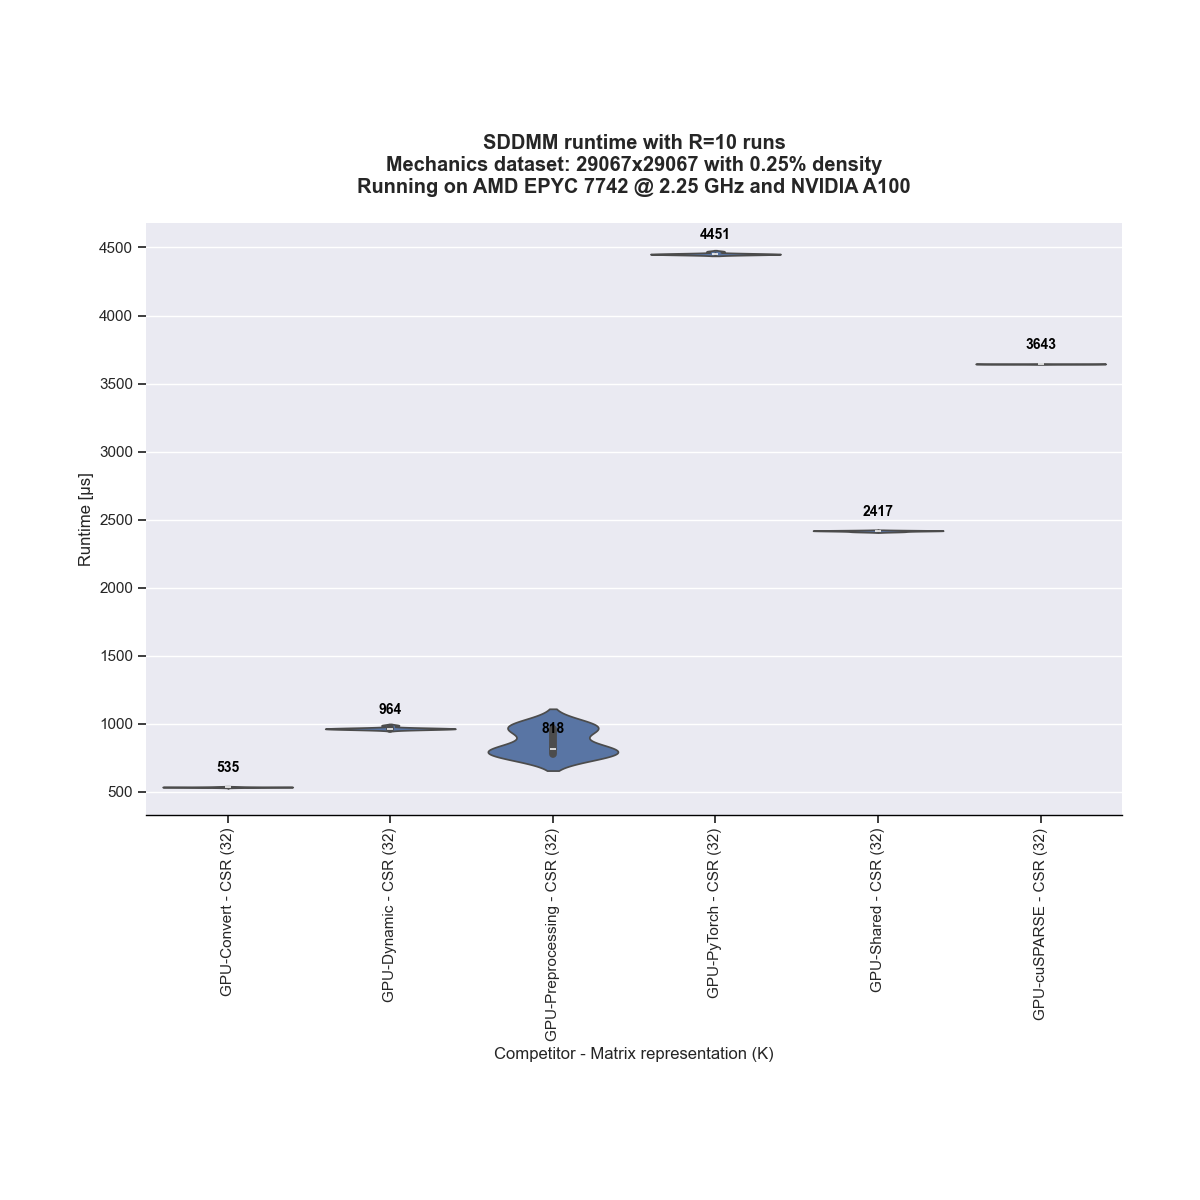 SDDMM runtime with R=10 runs
Mechanics dataset: 29067x29067 with 0.25% density
Running on AMD EPYC 7742 @ 2.25 GHz and NVIDIA A100
Runtime [µs]
4500
4000
3500
3000
2500
2000
1500
1000
500
535
964
818
4451
2417
3643
GPU-Convert - CSR (32)
GPU-Dynamic - CSR (32)
GPU-Preprocessing - CSR (32)
GPU-PyTorch - CSR (32)
GPU-Shared - CSR (32)
GPU-cuSPARSE - CSR (32)
Competitor - Matrix representation (K)